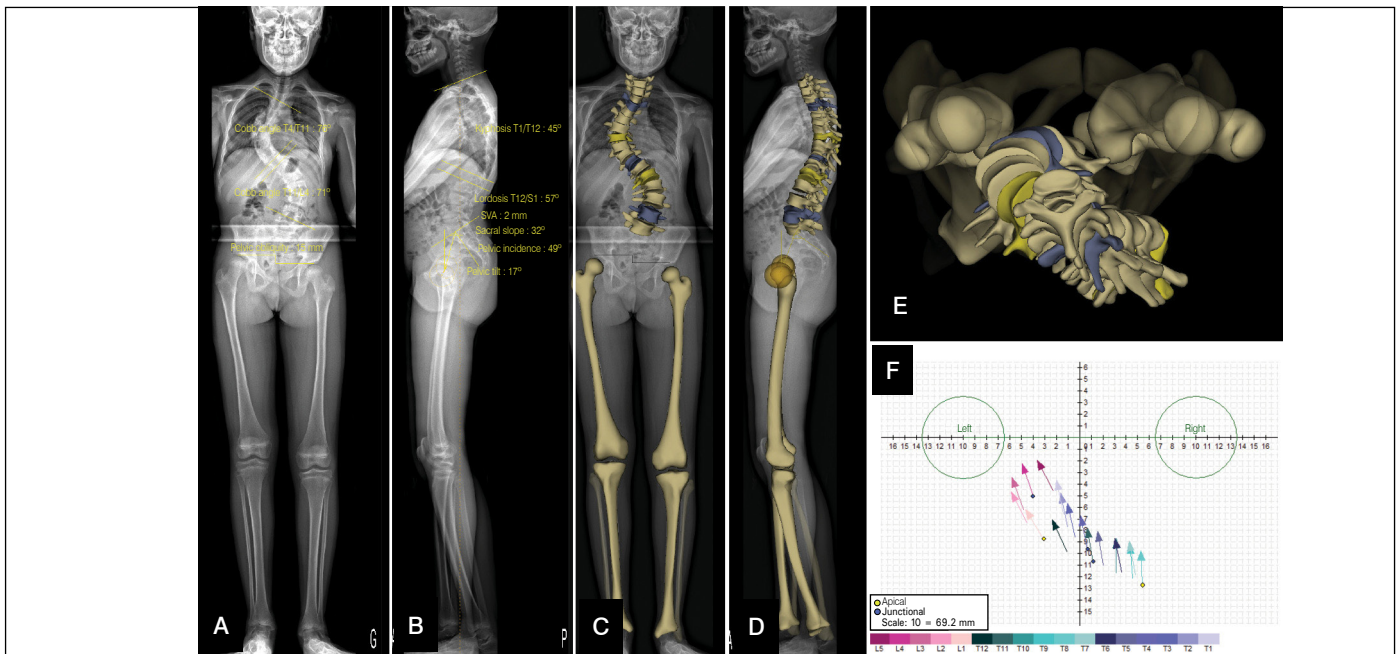 Cobb angle T4/T11 : 75°
: 71°
A
G
T1/T12 : 45°
Lordosis T12/S1 : 57°
SVA : 2 mm
Sacral slope : 32°
Pelvic incidence : 49°
Pelvic tilt : 17°
B
P
C
D
E
F
6
5
4
3
2
1
Left
Right
16 15 14 13 12 11 10 9 8 7 6 5 4 3 2 1 0 1 2 3 4 5 6 7 8 9 10 11 12 13 14 15 16
1
2
3
4
5
6
7
8
9
10
11
12
13
14
15
Apical
Junctional
Scale: 10 = 69.2 mm
L5 L4 L3 L2 L1 T12 T11 T10 T9 T8 T7 T6 T5 T4 T3 T2 T1